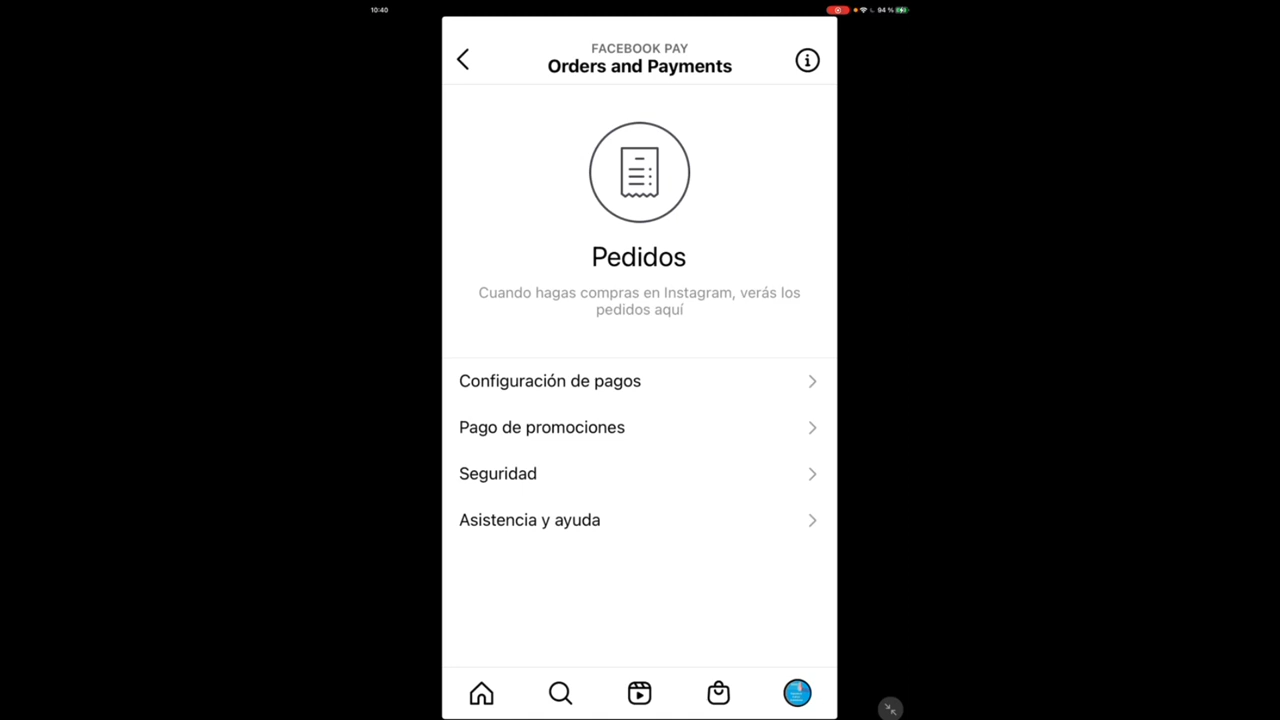 10:40
94 %
FACEBOOK PAY
Orders and Payments
Pedidos
Cuando hagas compras en Instagram, verás los
pedidos aquí
Configuración de pagos
Pago de promociones
Seguridad
Asistencia y ayuda